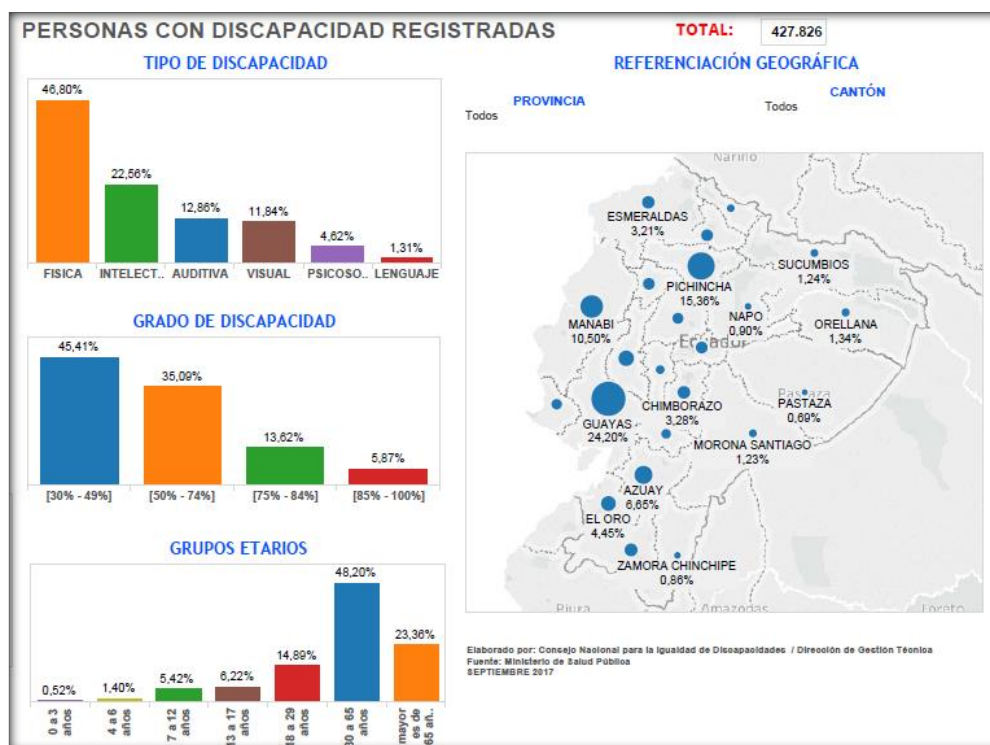 PERSONAS CON DISCAPACIDAD REGISTRADAS
TOTAL: 427.826
TIPO DE DISCAPACIDAD
46,80%
22,56%
12,86%
11,84%
4,62%
1,31%
FISICA INTELECT.. AUDITIVA VISUAL PSICOSO.. LENGUAJE
GRADO DE DISCAPACIDAD
45,41%
35,09%
13,62%
5,87%
[30% - 49%] [50% - 74%] [75% - 84%] [85% - 100%]
GRUPOS ETARIOS
0,52%
1,40%
5,42%
6,22%
14,89%
48,20%
23,36%
0 a 3 años
4 a 6 años
7 a 12 años
13 a 17 años
18 a 29 años
30 a 65 años
mayor es de 65 añ..
REFERENCIACIÓN GEOGRÁFICA
PROVINCIA
Todos
CANTÓN
Todos
Nariño
ESMERALDAS
3,21%
SUCUMBIOS
1,24%
PICHINCHA
15,36%
NAPO
0,90%
ORELLANA
1,34%
MANABI
10,50%
Ecuador
Pastaza
PASTAZA
0,69%
CHIMBORAZO
3,28%
GUAYAS
24,20%
MORONA SANTIAGO
1,23%
AZUAY
6,65%
EL ORO
4,45%
ZAMORA CHINCHIPE
0,86%
Piura
Amazonas
Loreto
Elaborado por: Consejo Nacional para la Igualdad de Discapacidades / Dirección de Gestión Técnica
Fuente: Ministerio de Salud Pública
SEPTIEMBRE 2017